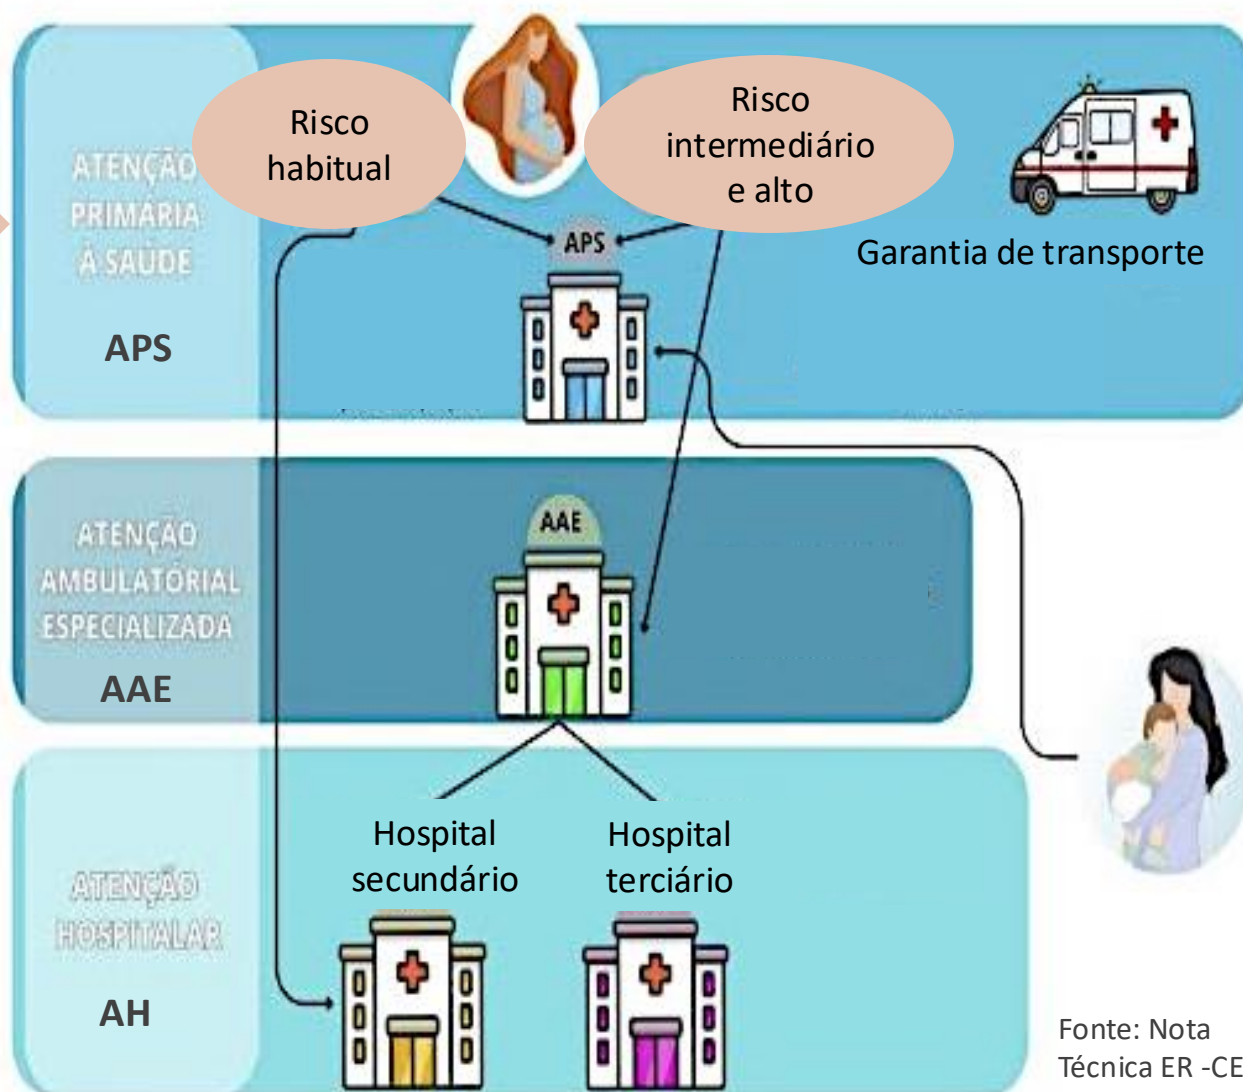 Risco
habitual
Risco
intermediário
e alto
ATENÇÃO
PRIMÁRIA
À SAÚDE
APS
APS
Garantia de transporte
ATENÇÃO
AMBULATÓRIAL
ESPECIALIZADA
AAE
AAE
Hospital
secundário
Hospital
terciário
ATENÇÃO
HOSPITALAR
AH
Fonte: Nota
Técnica ER -CE